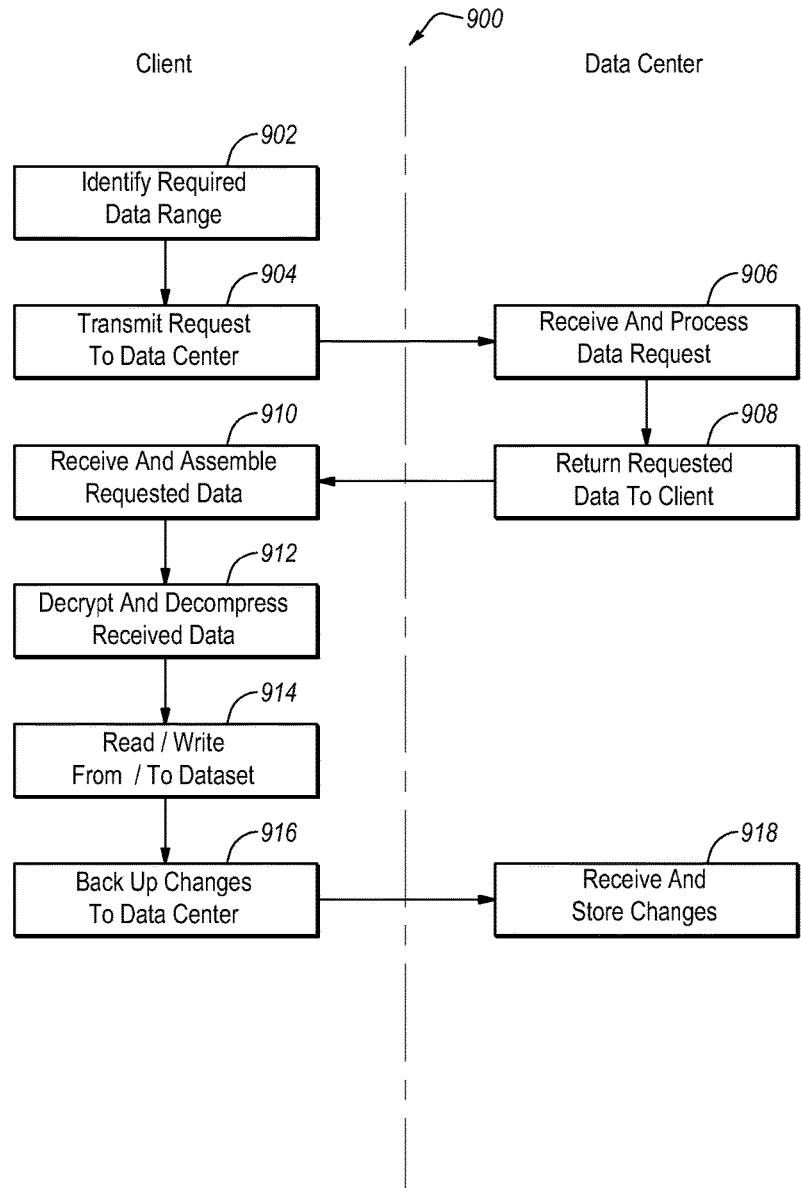 900
Client
Data Center
902
Identify Required
Data Range
904
Transmit Request
To Data Center
906
Receive And Process
Data Request
908
Return Requested
Data To Client
910
Receive And Assemble
Requested Data
912
Decrypt And Decompress
Received Data
914
Read / Write
From / To Dataset
916
Back Up Changes
To Data Center
918
Receive And
Store Changes